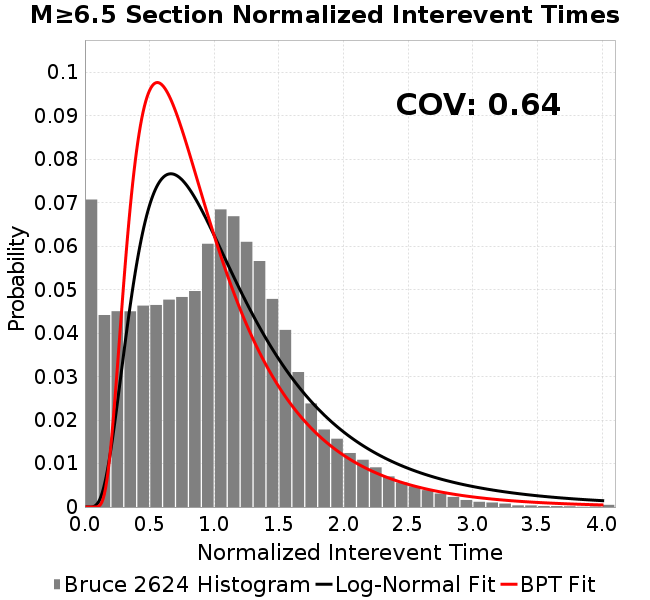 M≥6.5 Section Normalized Interevent Times
COV: 0.64
Probability
0.1
0.09
0.08
0.07
0.06
0.05
0.04
0.03
0.02
0.01
0
0.0 0.5 1.0 1.5 2.0 2.5 3.0 3.5 4.0
Normalized Interevent Time
Bruce 2624 Histogram Log-Normal Fit BPT Fit